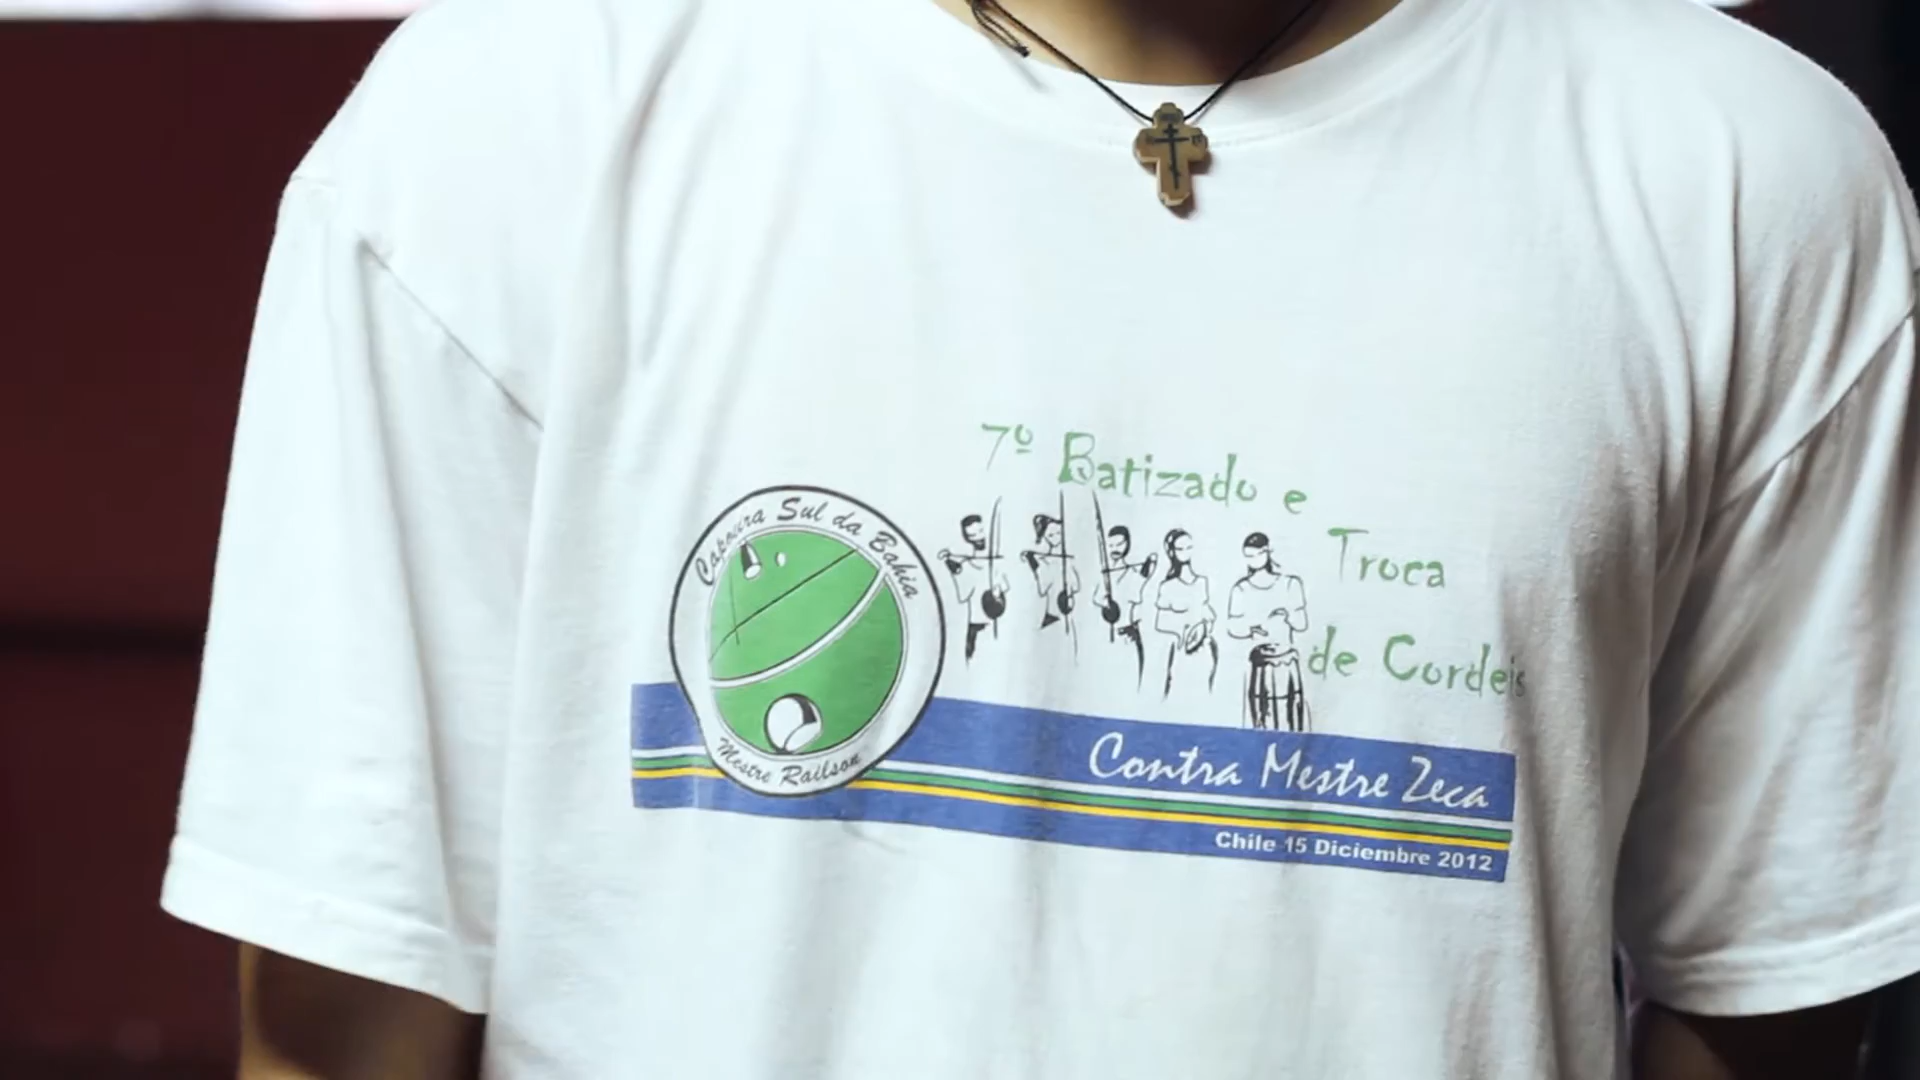 7º Batizado e
Troca
de Cordeis
Capoeira Sul da Bahia
Mestre Railson
Contra Mestre Zeca
Chile 15 Diciembre 2012